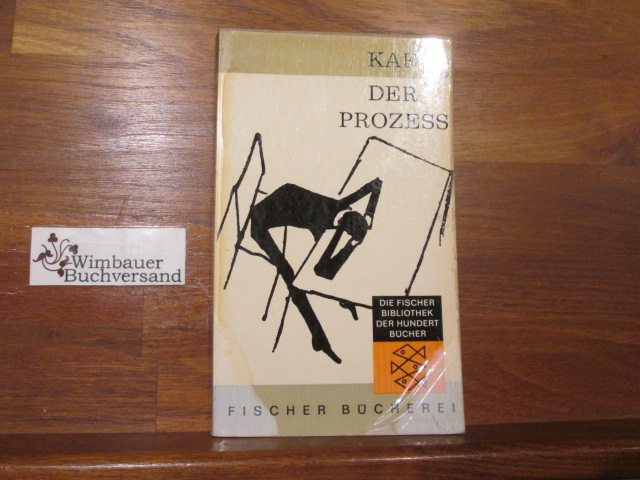 KAF
DER
PROZESS
DIE FISCHER
BIBLIOTHEK
DER HUNDERT
BÜCHER
FISCHER BÜCHEREI
Wimbauer
Buchversand